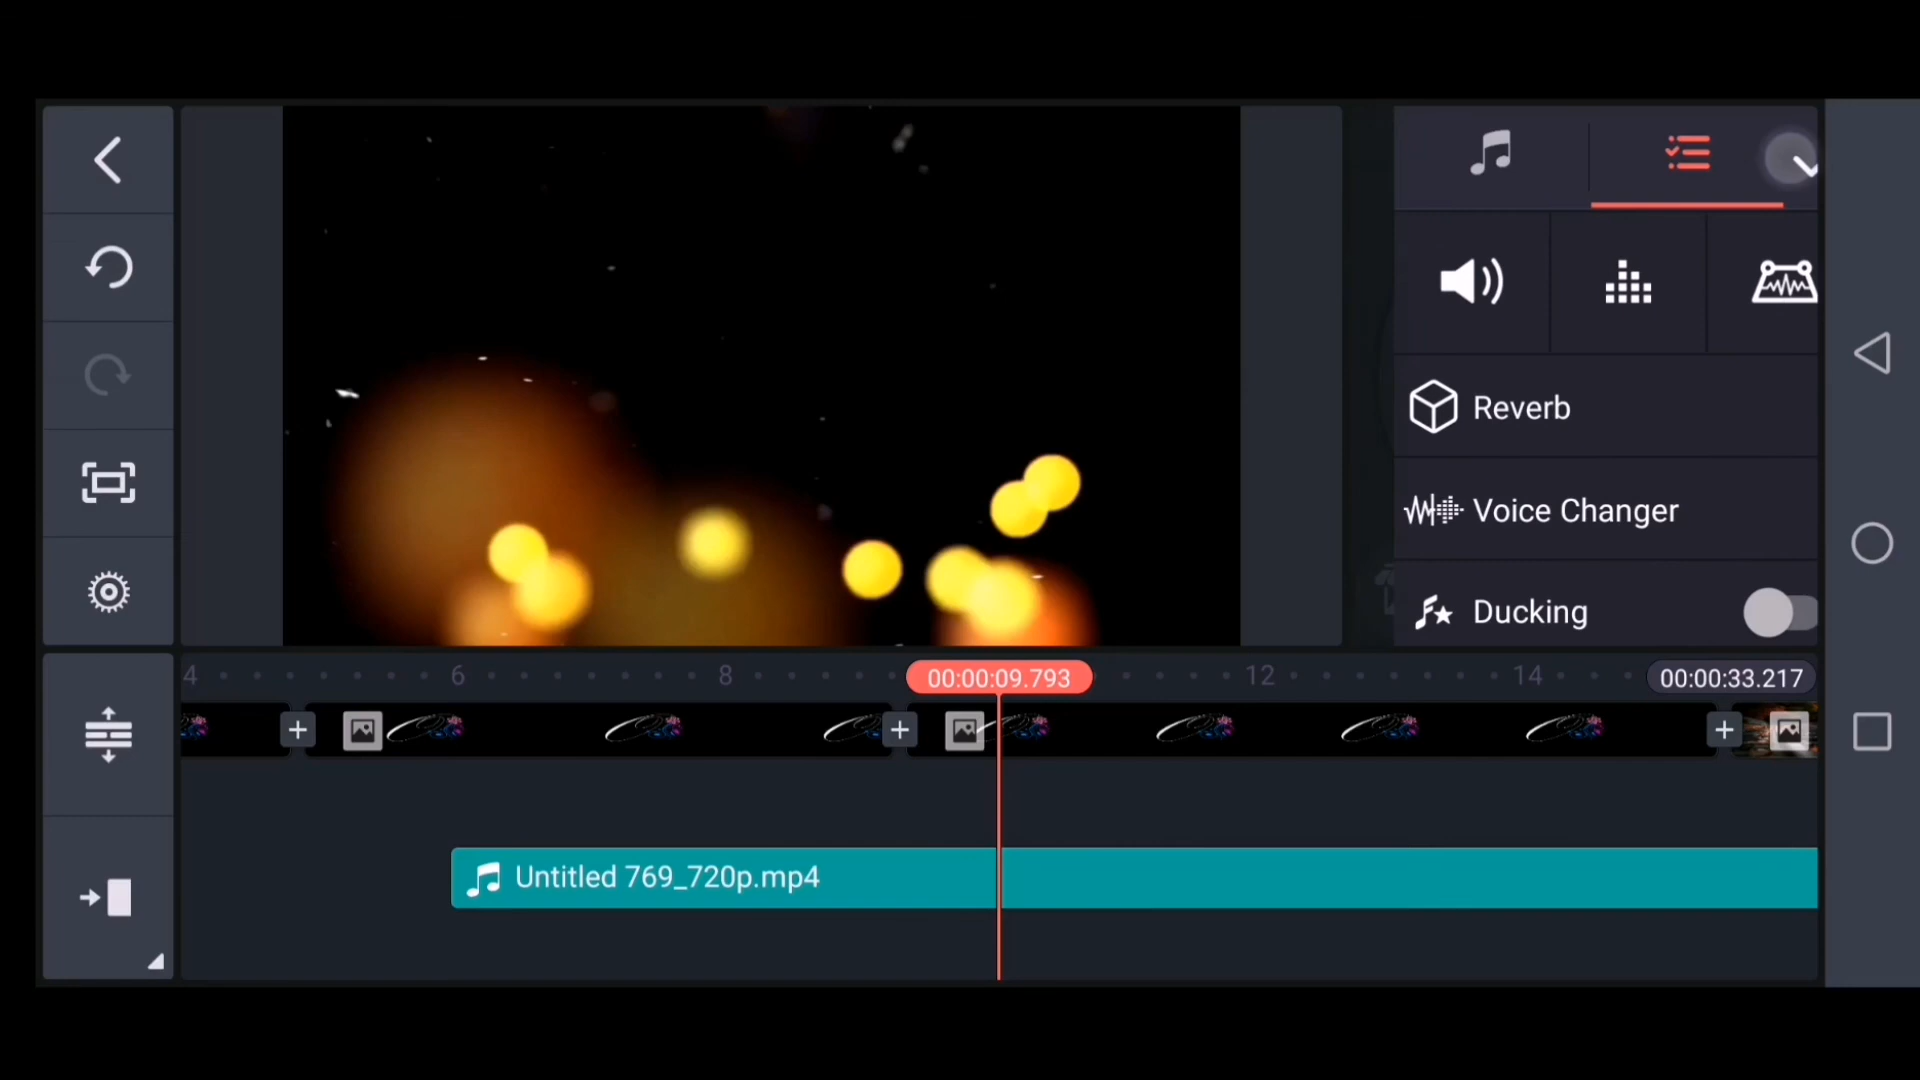 Reverb
Voice Changer
Ducking
4 6 8 00:00:09.793 12 14 00:00:33.217
Untitled 769_720p.mp4